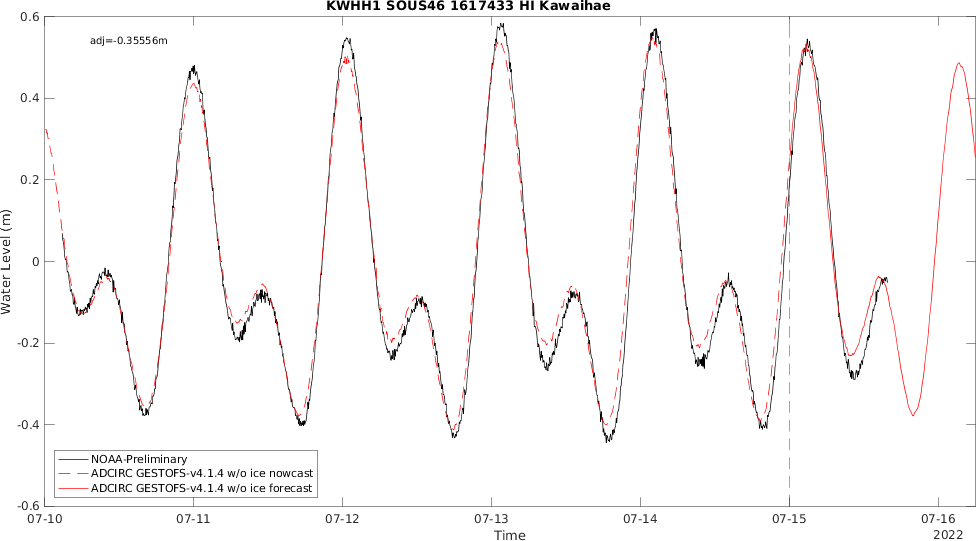 KWHH1 SOUS46 1617433 HI Kawaihae
adj=-0.35556m
0.6
0.4
0.2
0
-0.2
-0.4
-0.6
Water Level (m)
NOAA-Preliminary
ADCIRC GESTOFS-v4.1.4 w/o ice nowcast
ADCIRC GESTOFS-v4.1.4 w/o ice forecast
07-10 07-11 07-12 07-13 07-14 07-15 07-16
Time
2022